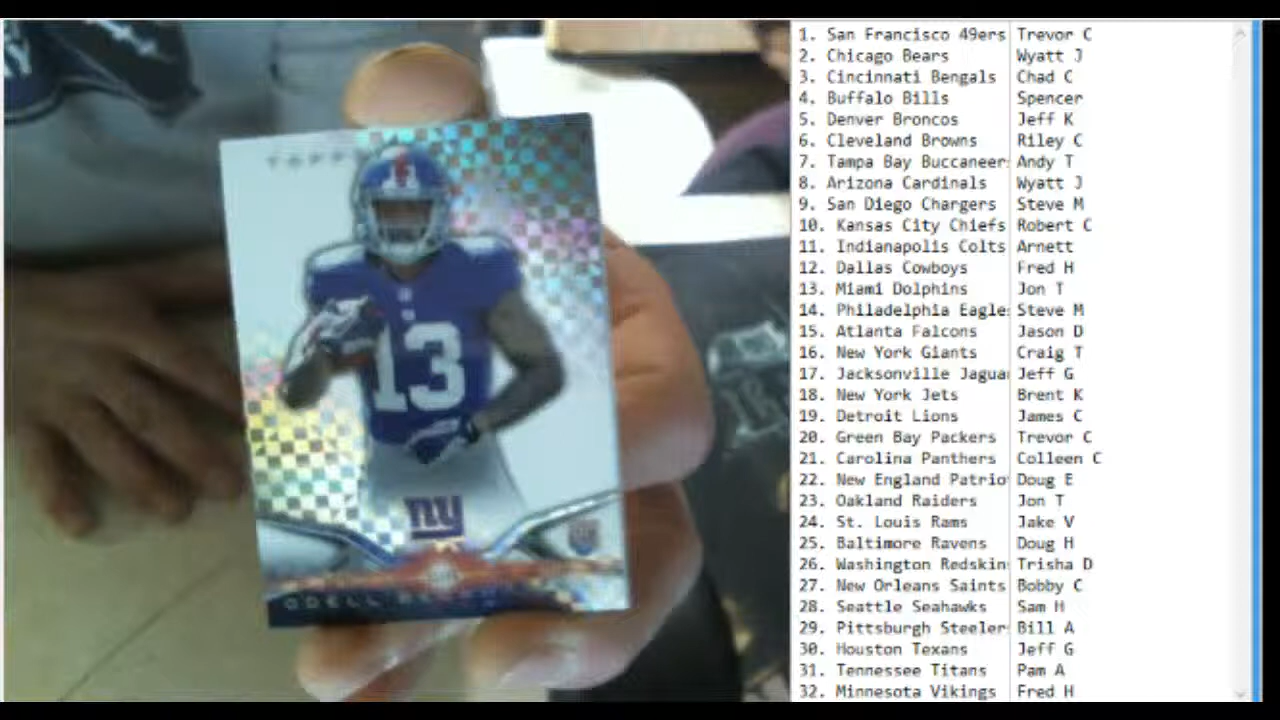 TOPPS
13
ny
ODELL
1. San Francisco 49ers Trevor C
2. Chicago Bears Wyatt J
3. Cincinnati Bengals Chad C
4. Buffalo Bills Spencer
5. Denver Broncos Jeff K
6. Cleveland Browns Riley C
7. Tampa Bay Buccaneer Andy T
8. Arizona Cardinals Wyatt J
9. San Diego Chargers Steve M
10. Kansas City Chiefs Robert C
11. Indianapolis Colts Arnett
12. Dallas Cowboys Fred H
13. Miami Dolphins Jon T
14. Philadelphia Eagle Steve M
15. Atlanta Falcons Jason D
16. New York Giants Craig T
17. Jacksonville Jagua Jeff G
18. New York Jets Brent K
19. Detroit Lions James C
20. Green Bay Packers Trevor C
21. Carolina Panthers Colleen C
22. New England Patrio Doug E
23. Oakland Raiders Jon T
24. St. Louis Rams Jake V
25. Baltimore Ravens Doug H
26. Washington Redskin Trisha D
27. New Orleans Saints Bobby C
28. Seattle Seahawks Sam H
29. Pittsburgh Steeler Bill A
30. Houston Texans Jeff G
31. Tennessee Titans Pam A
32. Minnesota Vikings Fred H